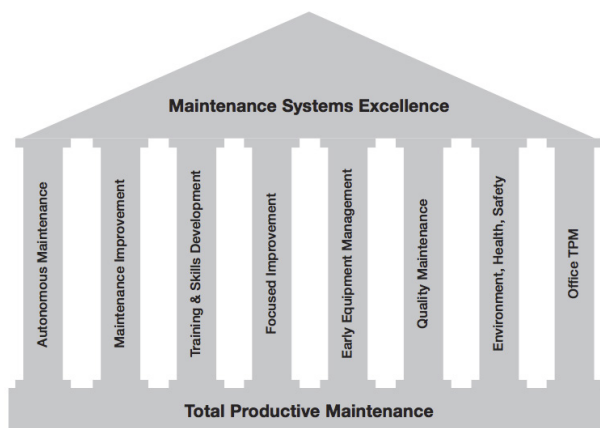 Maintenance Systems Excellence
Autonomous Maintenance
Maintenance Improvement
Training & Skills Development
Focused Improvement
Early Equipment Management
Quality Maintenance
Environment, Health, Safety
Office TPM
Total Productive Maintenance